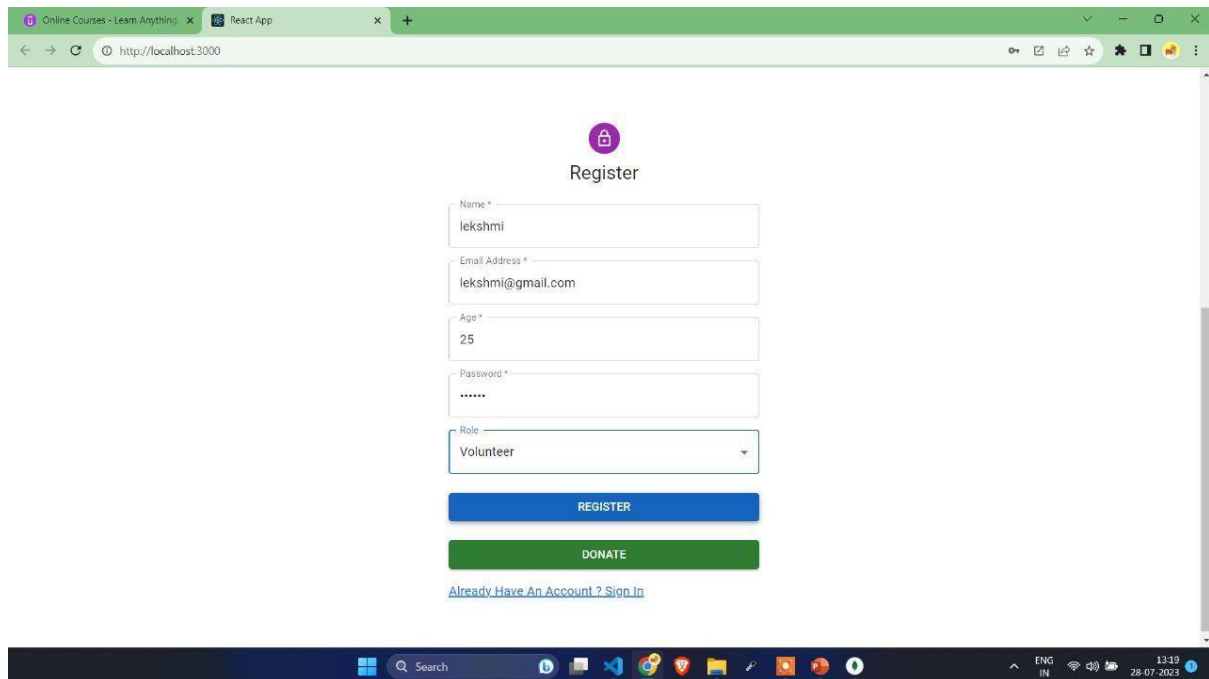 Online Courses - Learn Anything
React App
http://localhost:3000
Register
Name *
lekshmi
Email Address *
lekshmi@gmail.com
Age *
25
Password *
••••••
Role
Volunteer
REGISTER
DONATE
Already Have An Account ? Sign In
Search
ENG
IN
13:19
28-07-2023
1